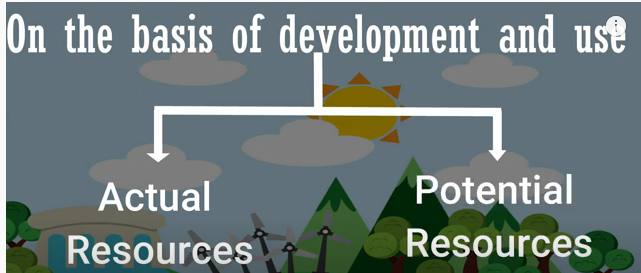 On the basis of development and use
Actual
Resources
Potential
Resources